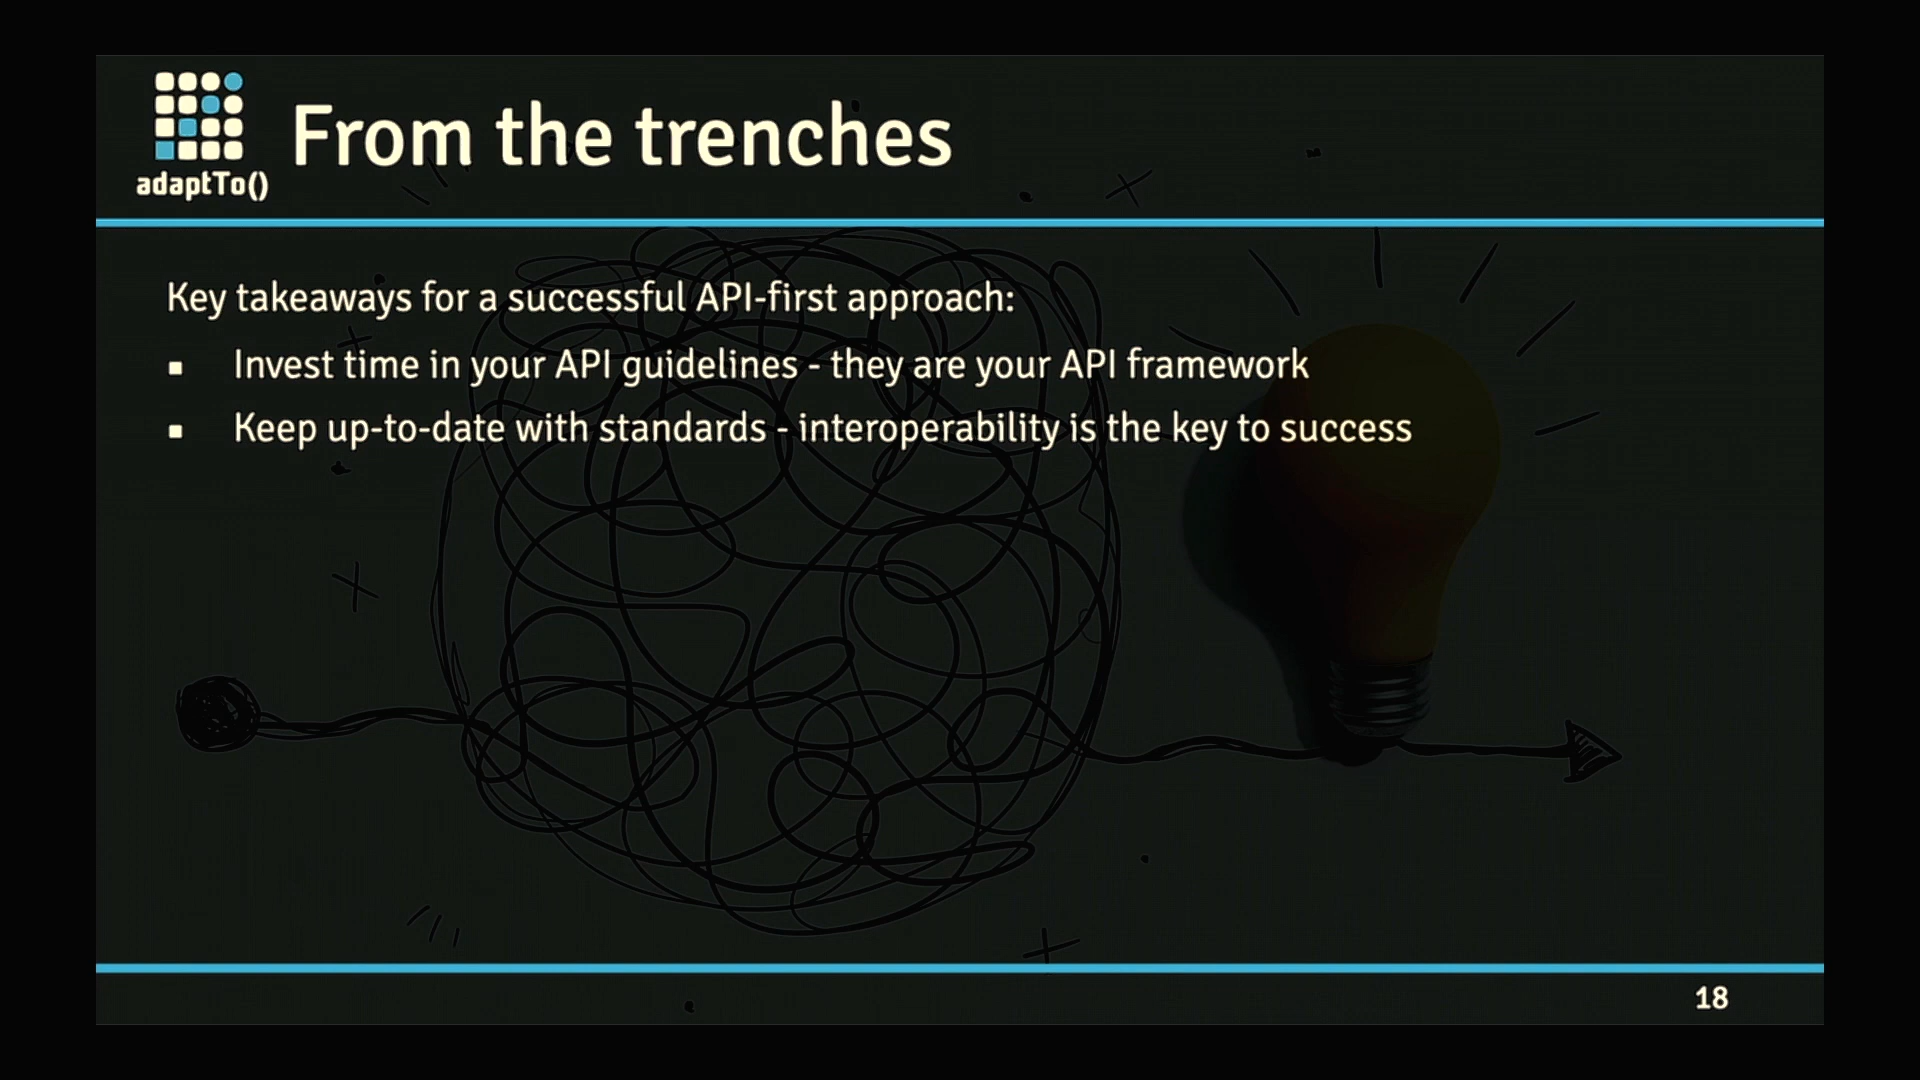 adaptTo()
From the trenches
Key takeaways for a successful API-first approach:
▪ Invest time in your API guidelines - they are your API framework
▪ Keep up-to-date with standards - interoperability is the key to success
18